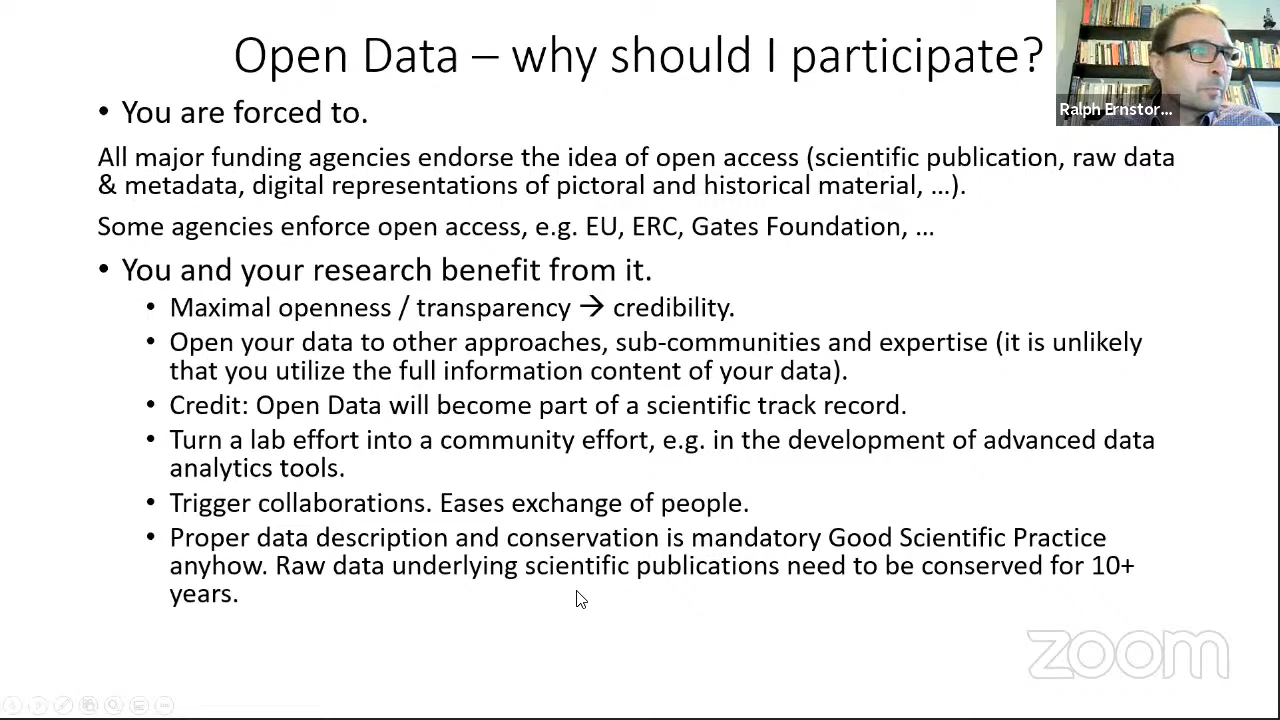 Open Data – why should I participate?
Ralph Ernstor...
• You are forced to.
All major funding agencies endorse the idea of open access (scientific publication, raw data
& metadata, digital representations of pictoral and historical material, ...).
Some agencies enforce open access, e.g. EU, ERC, Gates Foundation, ...
• You and your research benefit from it.
• Maximal openness / transparency → credibility.
• Open your data to other approaches, sub-communities and expertise (it is unlikely
that you utilize the full information content of your data).
• Credit: Open Data will become part of a scientific track record.
• Turn a lab effort into a community effort, e.g. in the development of advanced data
analytics tools.
• Trigger collaborations. Eases exchange of people.
• Proper data description and conservation is mandatory Good Scientific Practice
anyhow. Raw data underlying scientific publications need to be conserved for 10+
years.
zoom